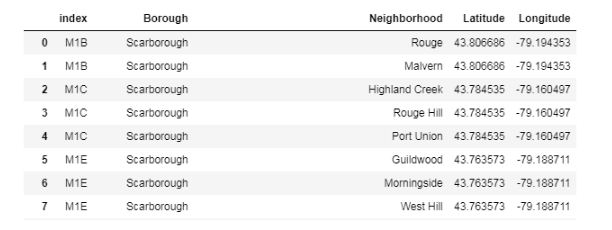 index Borough Neighborhood Latitude Longitude
0 M1B Scarborough Rouge 43.806686 -79.194353
1 M1B Scarborough Malvern 43.806686 -79.194353
2 M1C Scarborough Highland Creek 43.784535 -79.160497
3 M1C Scarborough Rouge Hill 43.784535 -79.160497
4 M1C Scarborough Port Union 43.784535 -79.160497
5 M1E Scarborough Guildwood 43.763573 -79.188711
6 M1E Scarborough Morningside 43.763573 -79.188711
7 M1E Scarborough West Hill 43.763573 -79.188711